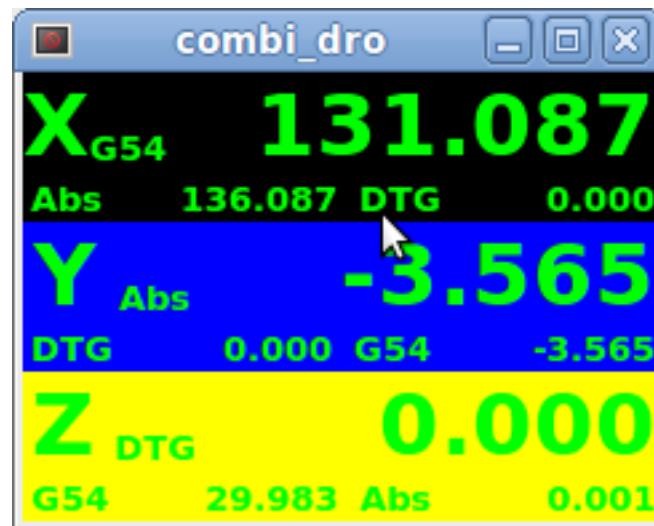 combi_dro
X G54 131.087
Abs 136.087 DTG 0.000
Y Abs -3.565
DTG 0.000 G54 -3.565
Z DTG 0.000
G54 29.983 Abs 0.001